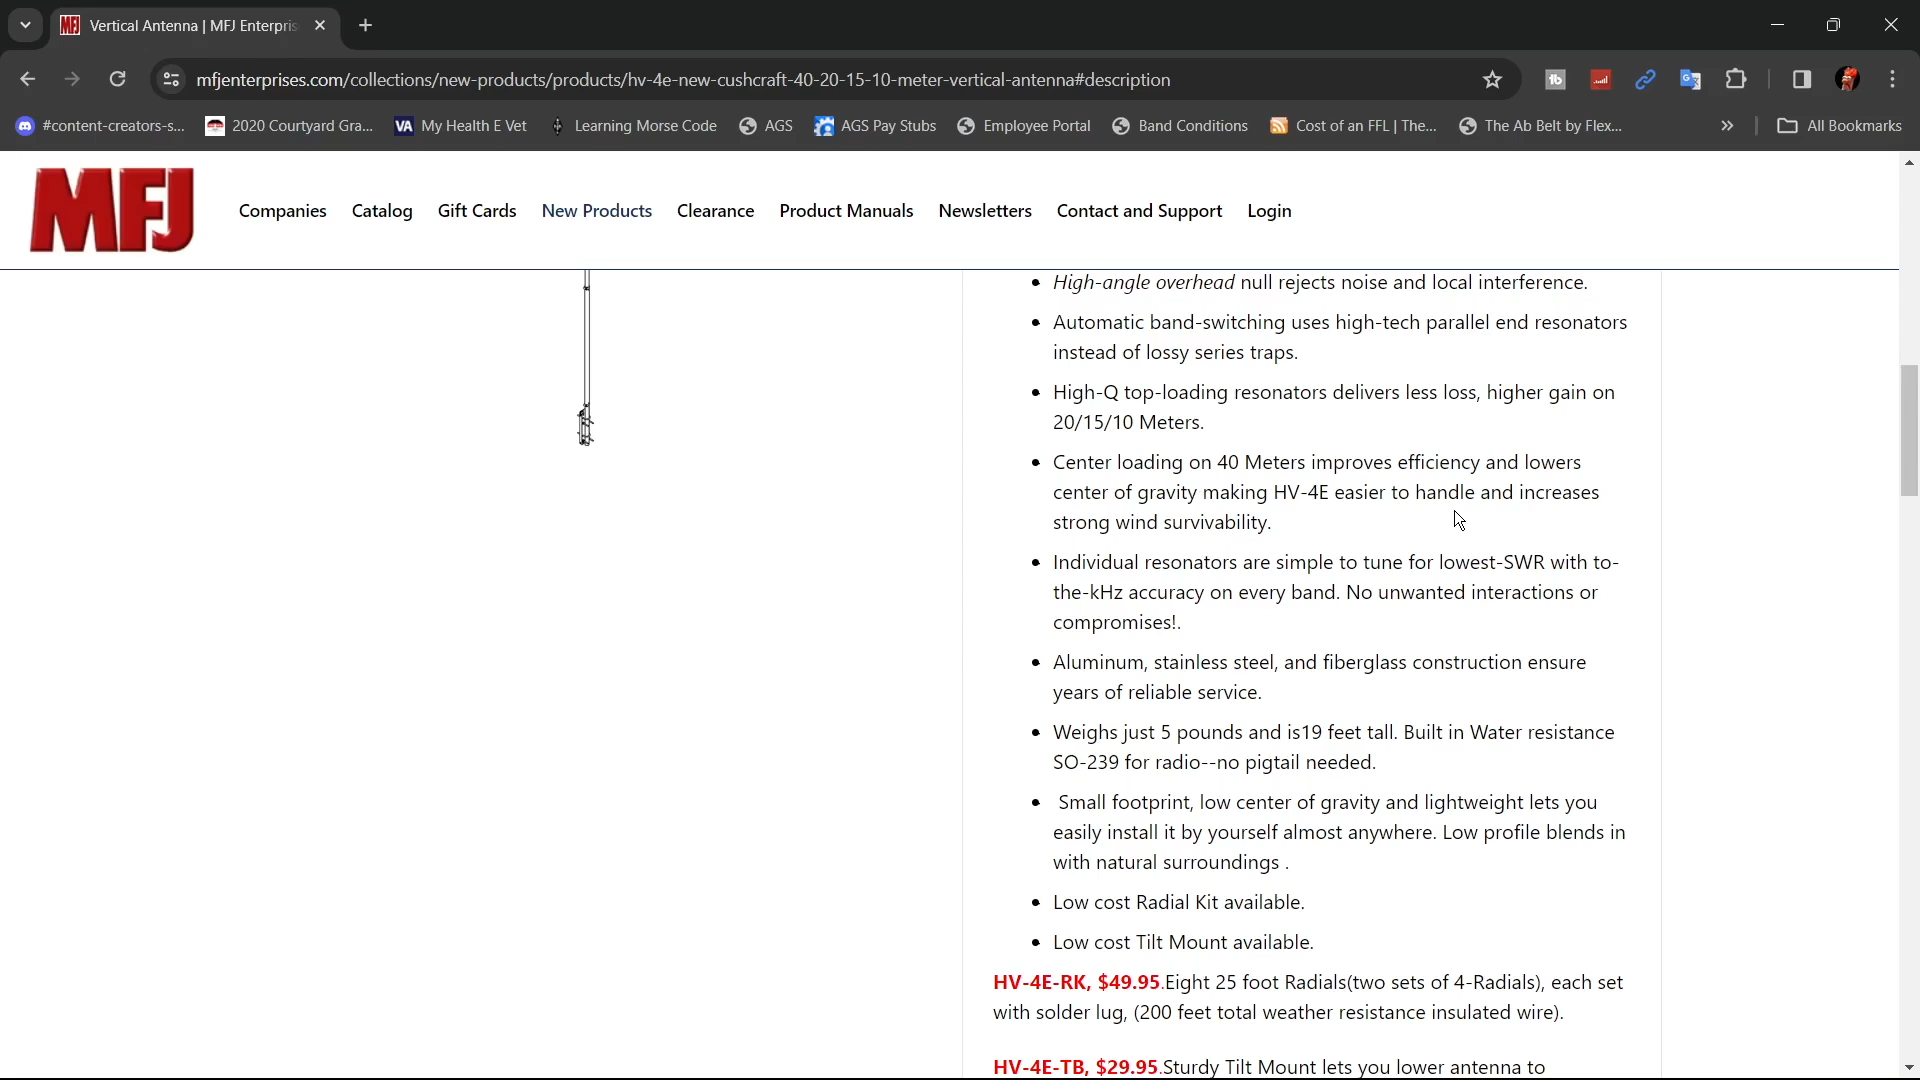 Vertical Antenna | MFJ Enterpris
mfjenterprises.com/collections/new-products/products/hv-4e-new-cushcraft-40-20-15-10-meter-vertical-antenna#description
#content-creators-s...
2020 Courtyard Gra...
VA My Health E Vet
Learning Morse Code
AGS
AGS Pay Stubs
Employee Portal
Band Conditions
Cost of an FFL | The...
The Ab Belt by Flex...
All Bookmarks
MFJ
Companies
Catalog
Gift Cards
New Products
Clearance
Product Manuals
Newsletters
Contact and Support
Login
• High-angle overhead null rejects noise and local interference.
• Automatic band-switching uses high-tech parallel end resonators
instead of lossy series traps.
• High-Q top-loading resonators delivers less loss, higher gain on
20/15/10 Meters.
• Center loading on 40 Meters improves efficiency and lowers
center of gravity making HV-4E easier to handle and increases
strong wind survivability.
• Individual resonators are simple to tune for lowest-SWR with to-
the-kHz accuracy on every band. No unwanted interactions or
compromises!.
• Aluminum, stainless steel, and fiberglass construction ensure
years of reliable service.
• Weighs just 5 pounds and is19 feet tall. Built in Water resistance
SO-239 for radio--no pigtail needed.
• Small footprint, low center of gravity and lightweight lets you
easily install it by yourself almost anywhere. Low profile blends in
with natural surroundings .
• Low cost Radial Kit available.
• Low cost Tilt Mount available.
HV-4E-RK, $49.95.Eight 25 foot Radials(two sets of 4-Radials), each set
with solder lug, (200 feet total weather resistance insulated wire).
HV-4E-TB, $29.95.Sturdy Tilt Mount lets you lower antenna to